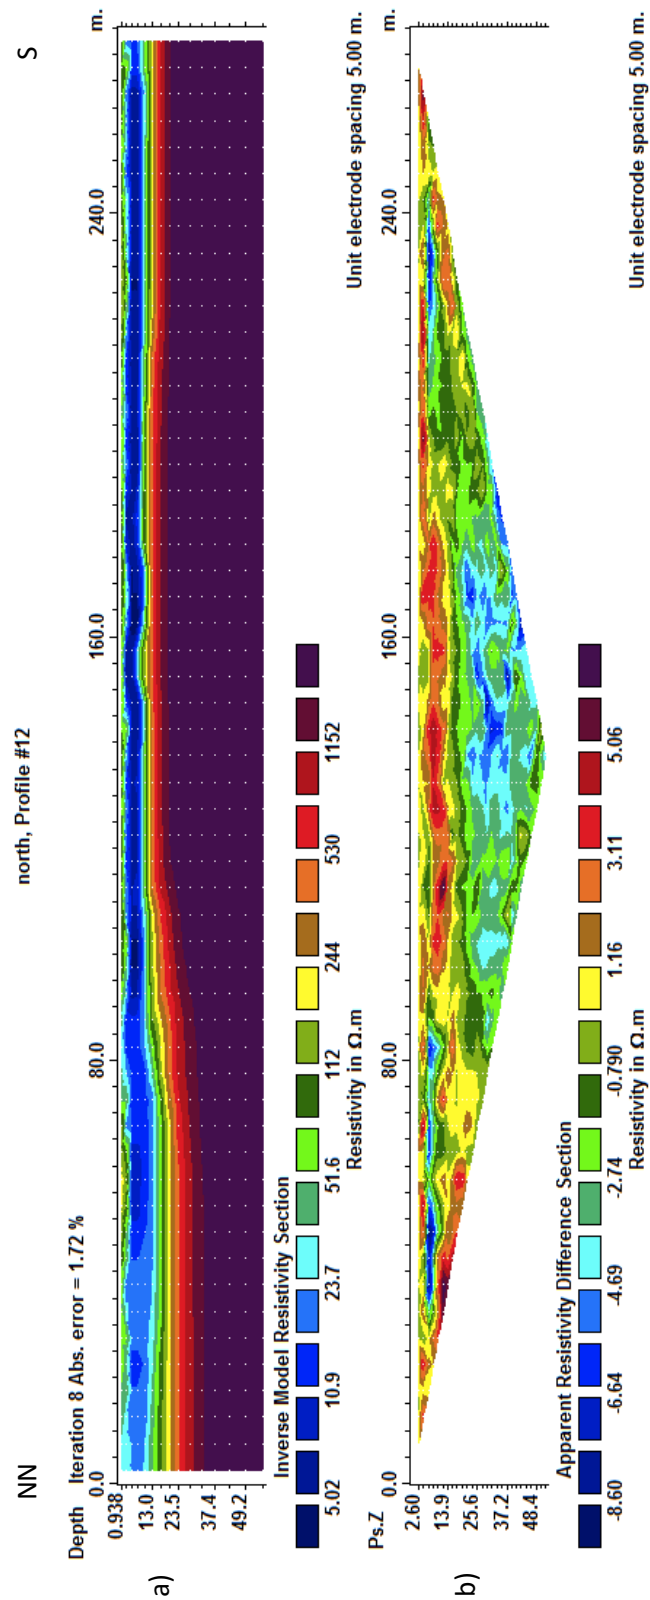 NN
S
north, Profile #12
a)
Depth Iteration 8 Abs. error = 1.72 %
0.0
80.0
160.0
240.0
m.
0.938
13.0
23.5
37.4
49.2
Inverse Model Resistivity Section
5.02
10.9
23.7
51.6
112
244
530
1152
Resistivity in Ω.m
Unit electrode spacing 5.00 m.
b)
Ps.Z
0.0
80.0
160.0
240.0
m.
2.60
13.9
25.6
37.2
48.4
Apparent Resistivity Difference Section
-8.60
-6.64
-4.69
-2.74
-0.790
1.16
3.11
5.06
Resistivity in Ω.m
Unit electrode spacing 5.00 m.